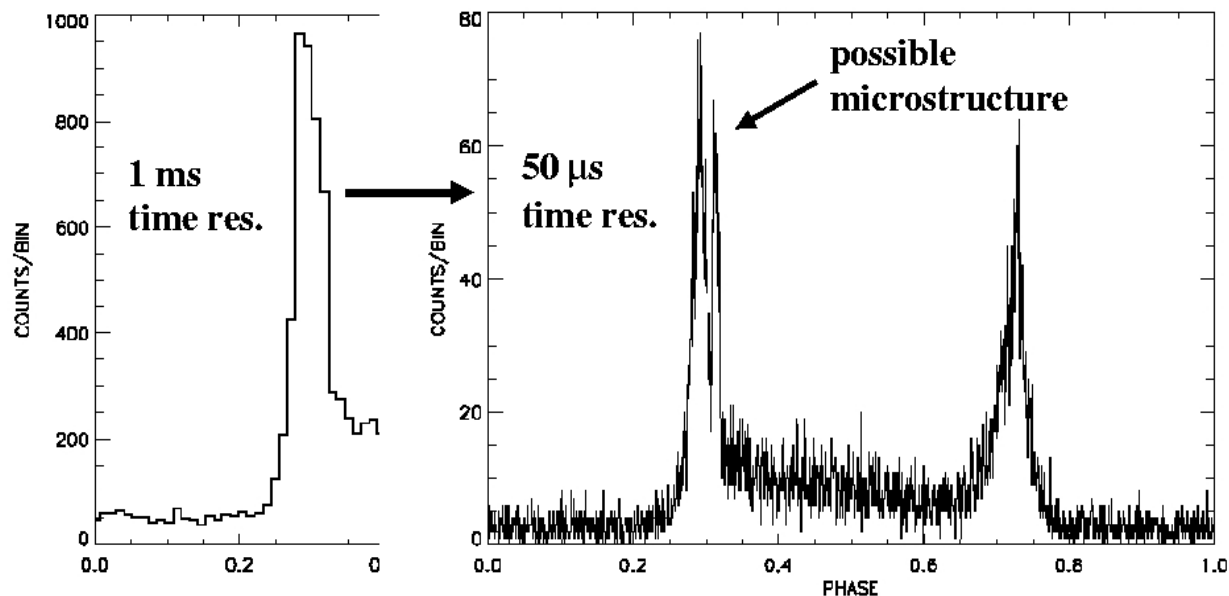 1000
800
600
400
200
0
COUNTS/BIN
1 ms
time res.
0.0
0.2
0
80
60
40
20
0
COUNTS/BIN
50 μs
time res.
possible
microstructure
0.0
0.2
0.4
0.6
0.8
1.0
PHASE